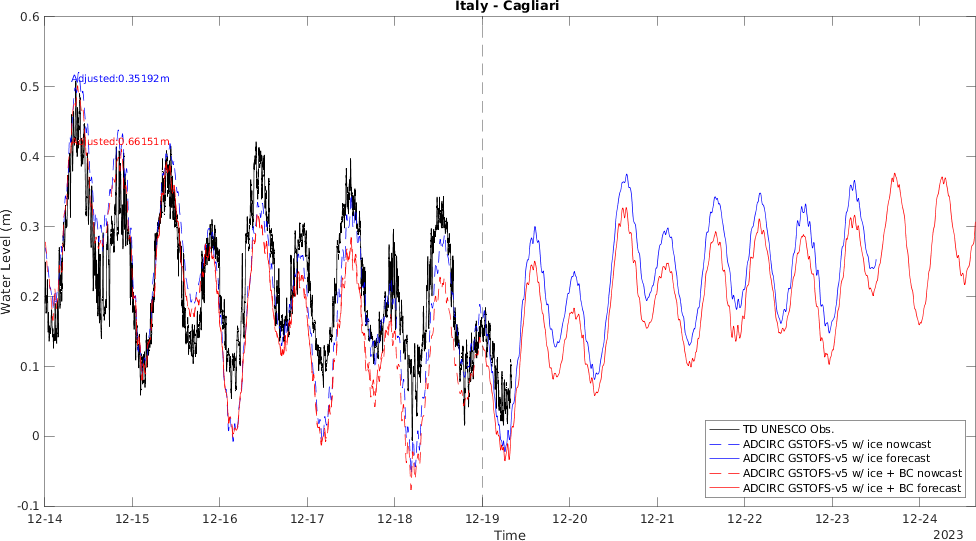 Italy - Cagliari
0.6
0.5
0.4
0.3
0.2
0.1
0
-0.1
Water Level (m)
Adjusted:0.35192m
Adjusted:0.66151m
TD UNESCO Obs.
ADCIRC GSTOFS-v5 w/ ice nowcast
ADCIRC GSTOFS-v5 w/ ice forecast
ADCIRC GSTOFS-v5 w/ ice + BC nowcast
ADCIRC GSTOFS-v5 w/ ice + BC forecast
12-14 12-15 12-16 12-17 12-18 12-19 12-20 12-21 12-22 12-23 12-24
Time
2023